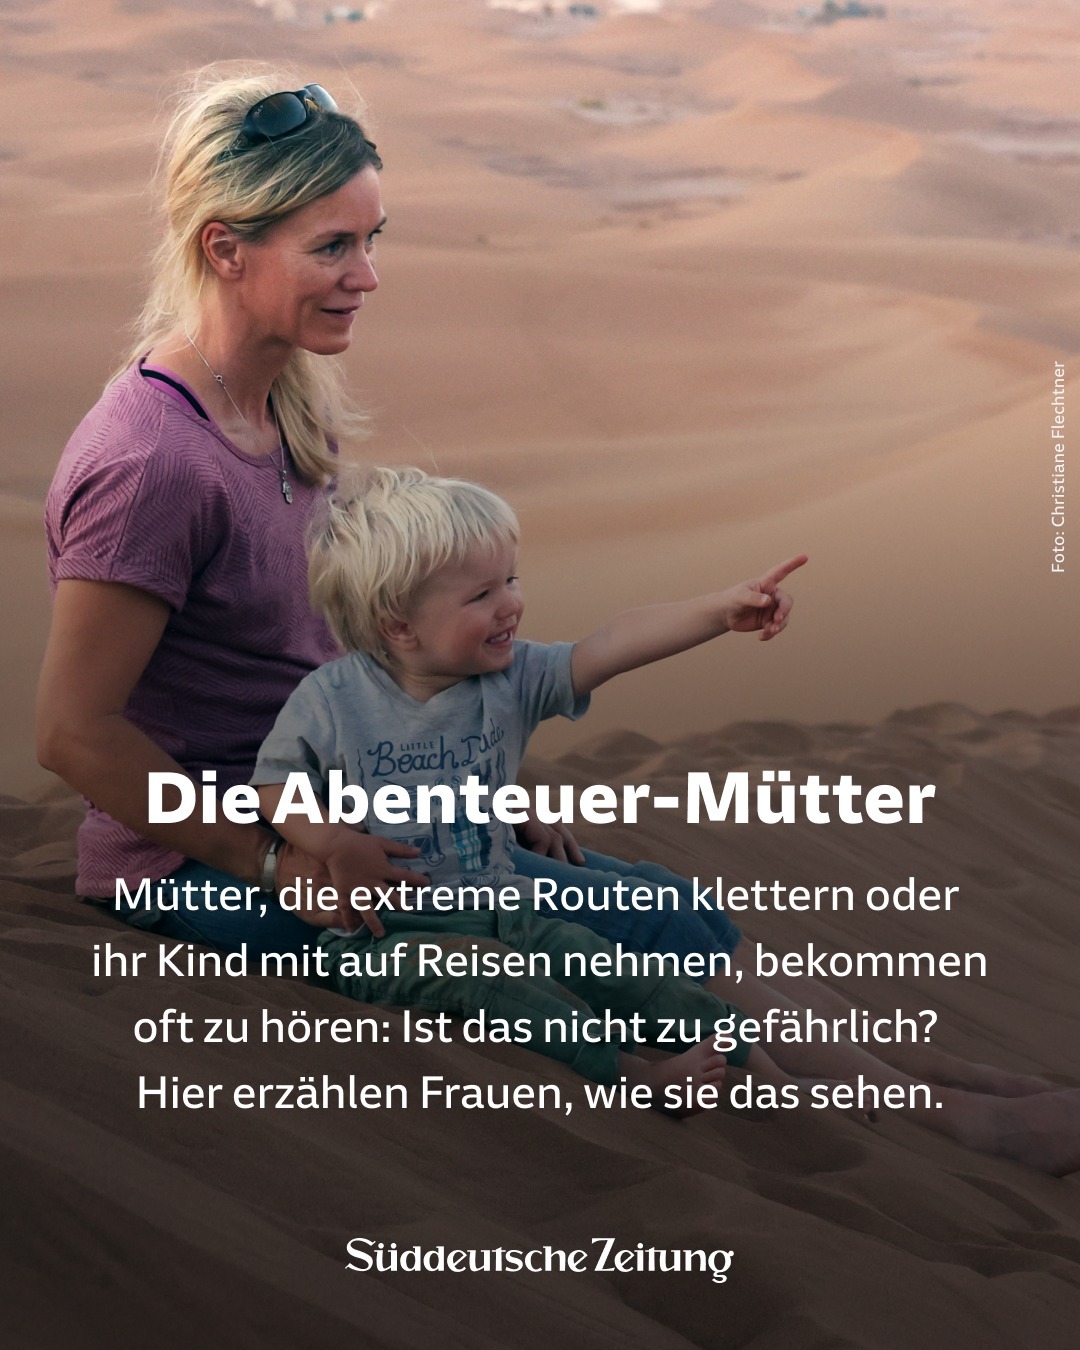 Foto: Christiane Flechtner
LITTLE
Beach Dude
Die Abenteuer-Mütter
Mütter, die extreme Routen klettern oder
ihr Kind mit auf Reisen nehmen, bekommen
oft zu hören: Ist das nicht zu gefährlich?
Hier erzählen Frauen, wie sie das sehen.
Süddeutsche Zeitung